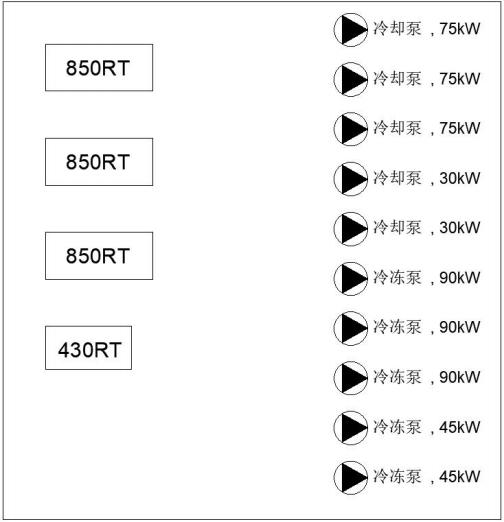 850RT
850RT
850RT
430RT
冷却泵 , 75kW
冷却泵 , 75kW
冷却泵 , 75kW
冷却泵 , 30kW
冷却泵 , 30kW
冷冻泵 , 90kW
冷冻泵 , 90kW
冷冻泵 , 90kW
冷冻泵 , 45kW
冷冻泵 , 45kW